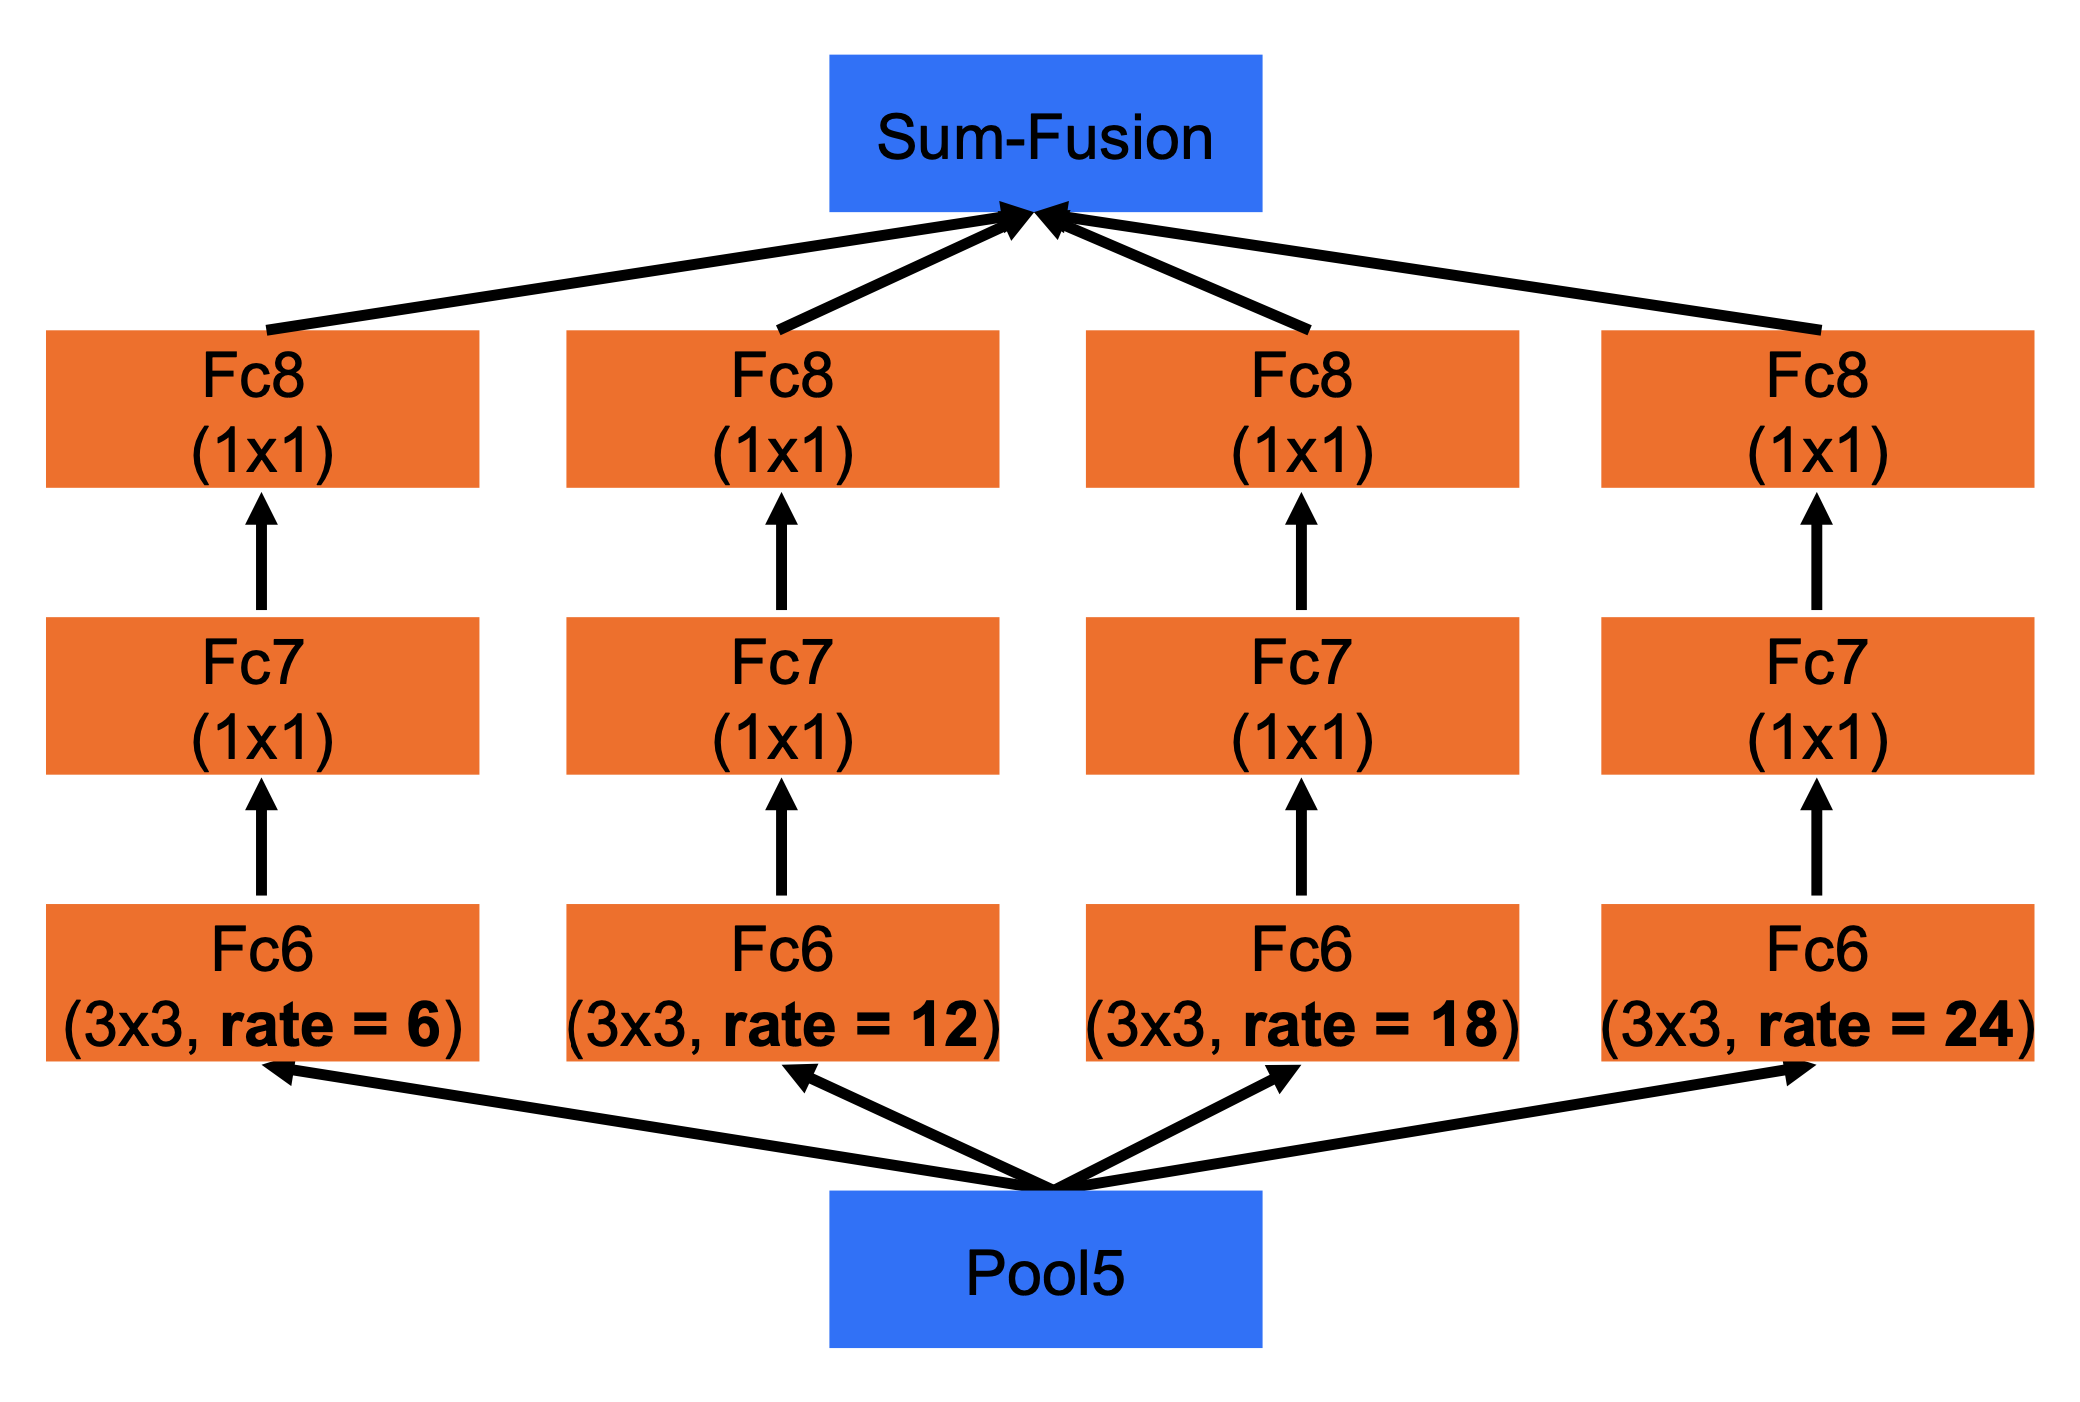 Sum-Fusion
Fc8
(1x1)
Fc8
(1x1)
Fc8
(1x1)
Fc8
(1x1)
Fc7
(1x1)
Fc7
(1x1)
Fc7
(1x1)
Fc7
(1x1)
Fc6
(3x3, rate = 6)
Fc6
(3x3, rate = 12)
Fc6
(3x3, rate = 18)
Fc6
(3x3, rate = 24)
Pool5